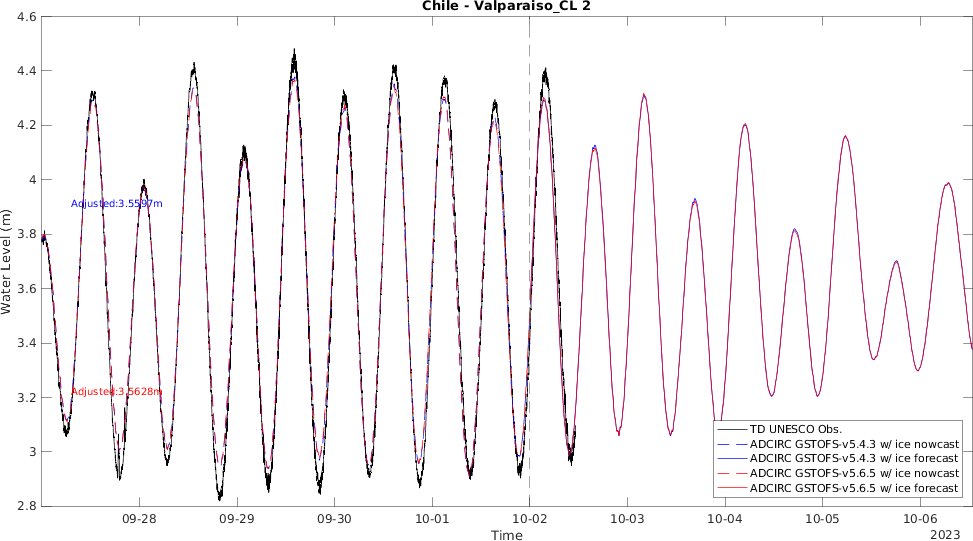 Chile - Valparaiso_CL 2
4.6
4.4
4.2
4
3.8
3.6
3.4
3.2
3
2.8
Water Level (m)
Adjusted:3.5597m
Adjusted:3.5628m
TD UNESCO Obs.
ADCIRC GSTOFS-v5.4.3 w/ ice nowcast
ADCIRC GSTOFS-v5.4.3 w/ ice forecast
ADCIRC GSTOFS-v5.6.5 w/ ice nowcast
ADCIRC GSTOFS-v5.6.5 w/ ice forecast
09-28 09-29 09-30 10-01 10-02 10-03 10-04 10-05 10-06
Time
2023